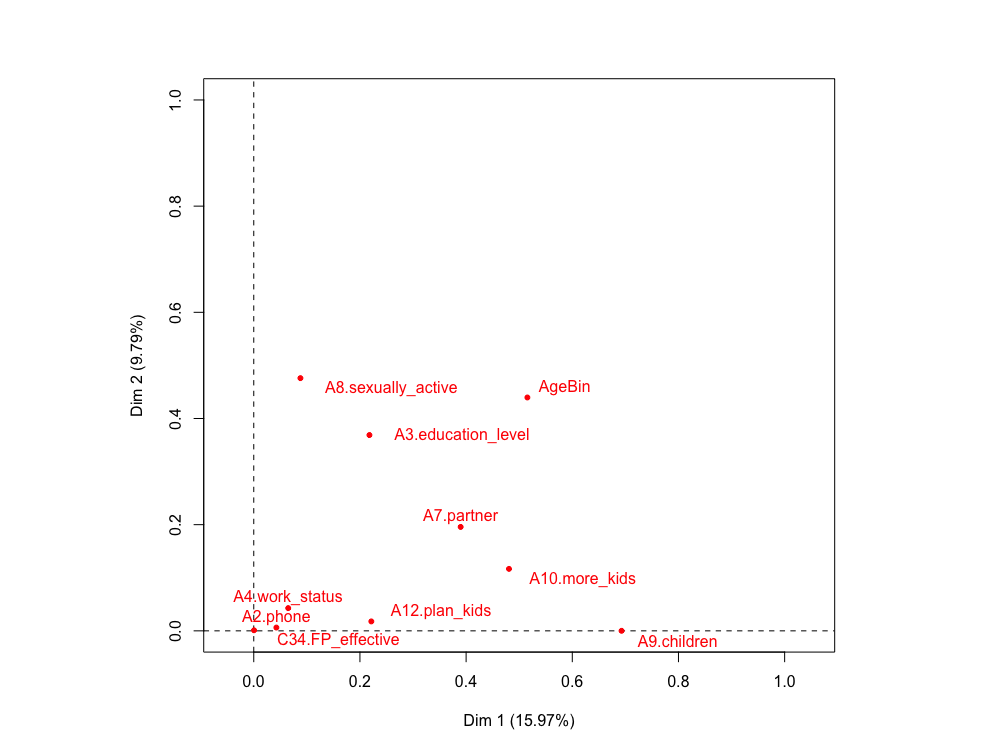 1.0
0.8
0.6
0.4
0.2
0.0
Dim 2 (9.79%)
A8.sexually_active
AgeBin
A3.education_level
A7.partner
A10.more_kids
A4.work_status
A12.plan_kids
A2.phone
C34.FP_effective
A9.children
0.0 0.2 0.4 0.6 0.8 1.0
Dim 1 (15.97%)